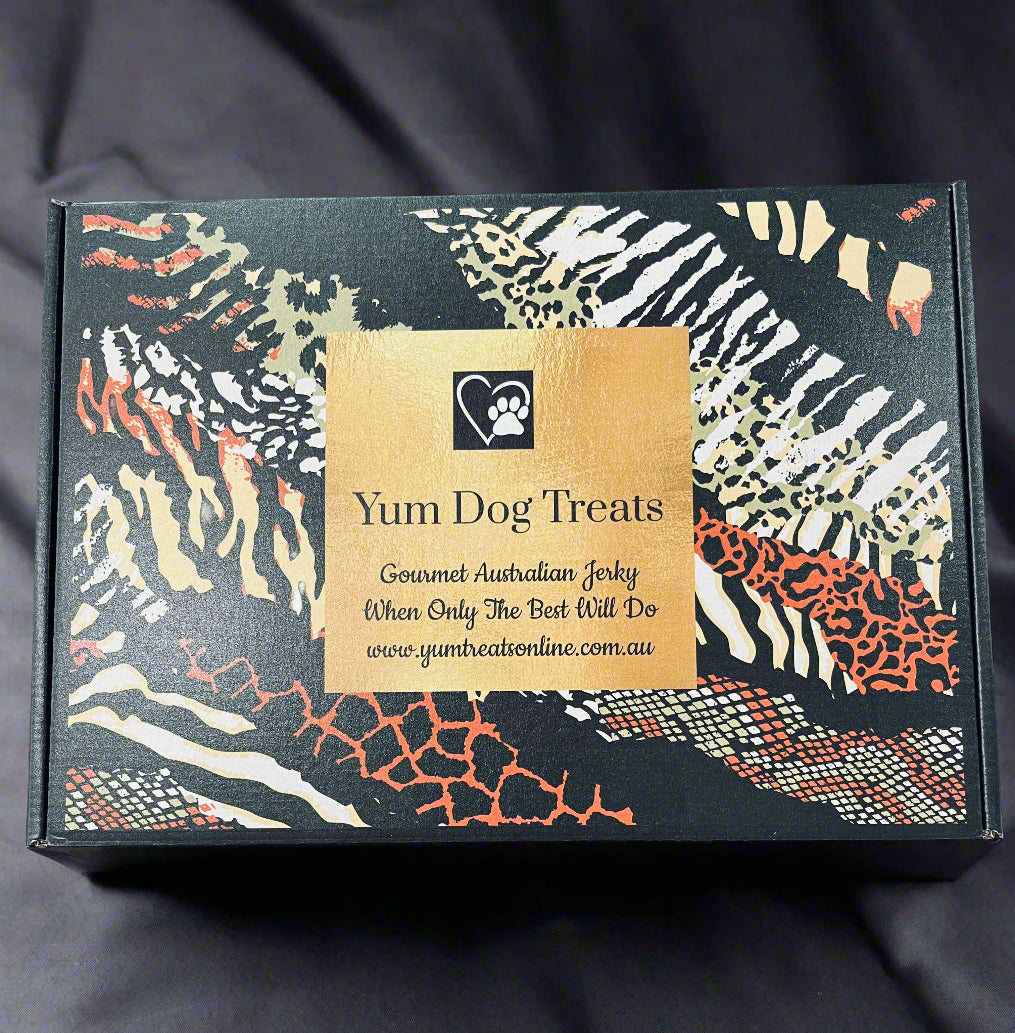 Yum Dog Treats
Gourmet Australian Jerky
When Only The Best Will Do
www.yumtreatsonline.com.au